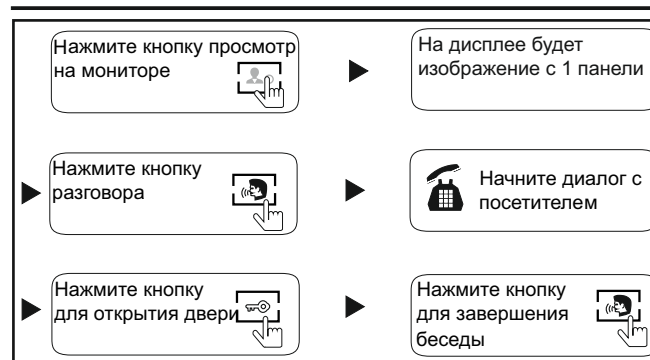 Нажмите кнопку просмотр
на мониторе
На дисплее будет
изображение с 1 панели
Нажмите кнопку
разговора
Начните диалог с
посетителем
Нажмите кнопку
для открытия двери
Нажмите кнопку
для завершения
беседы